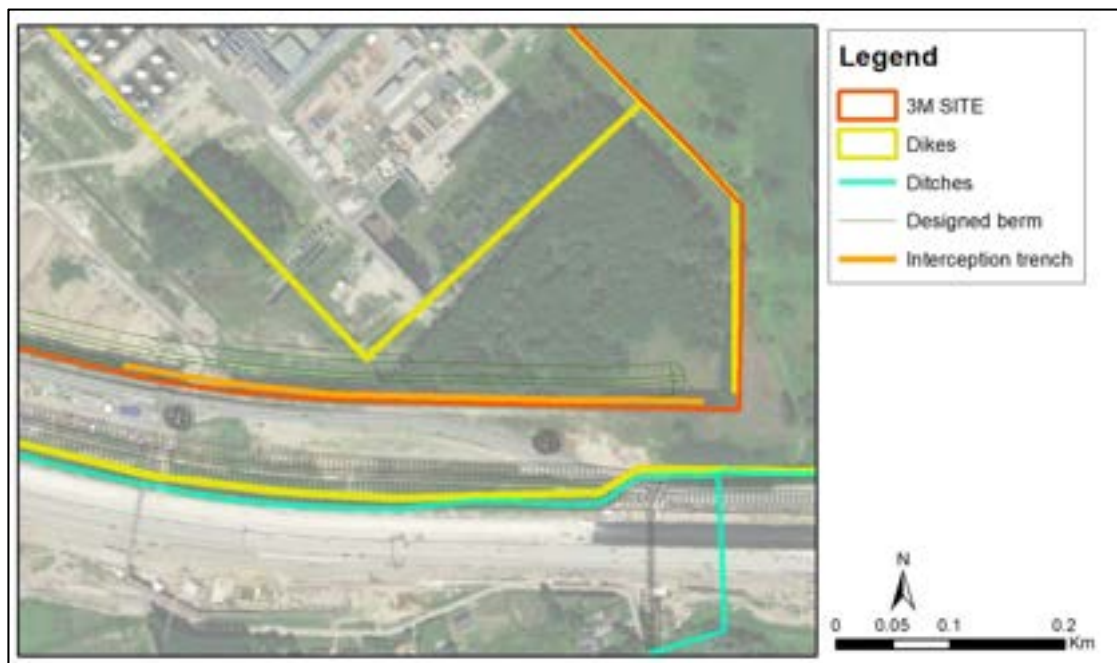 Legend
3M SITE
Dikes
Ditches
Designed berm
Interception trench
N
0 0.05 0.1 0.2
Km